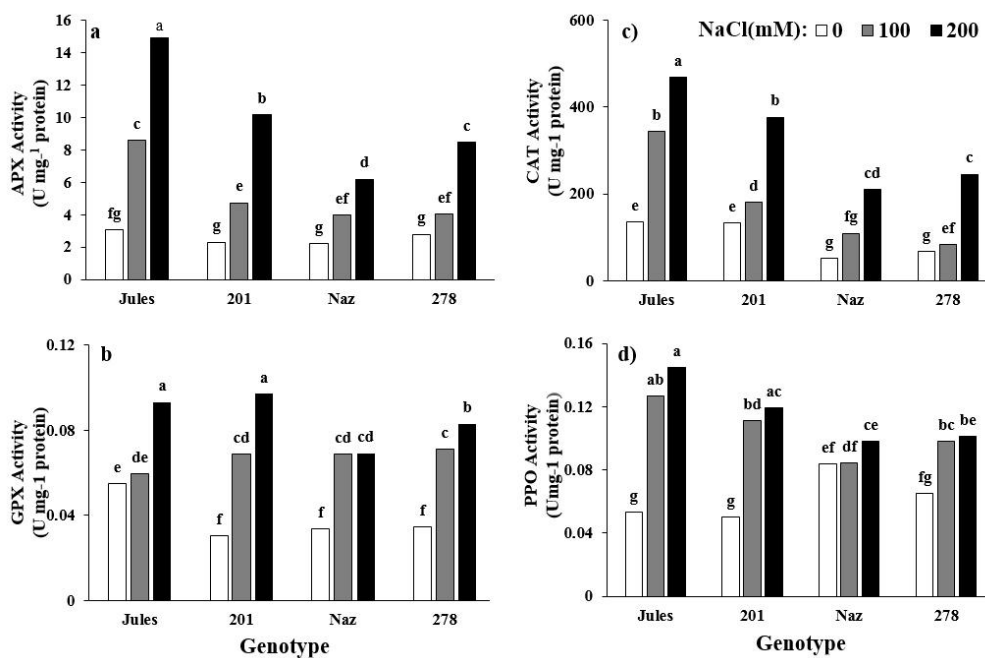 a
APX Activity
(U mg-1 protein)
16
14
12
10
8
6
4
2
0
fg c a
g e b
g ef d
g ef c
Jules 201 Naz 278
c)
NaCl(mM): 0 100 200
CAT Activity
(U mg-1 protein)
600
400
200
0
e b a
e d b
g fg cd
g ef c
Jules 201 Naz 278
b
GPX Activity
(U mg-1 protein)
0.12
0.08
0.04
0
e de a
f cd a
f cd cd
f c b
Jules 201 Naz 278
Genotype
d)
PPO Activity
(Umg-1 protein)
0.16
0.12
0.08
0.04
0
g ab a
g bd ac
ef df ce
fg bc be
Jules 201 Naz 278
Genotype